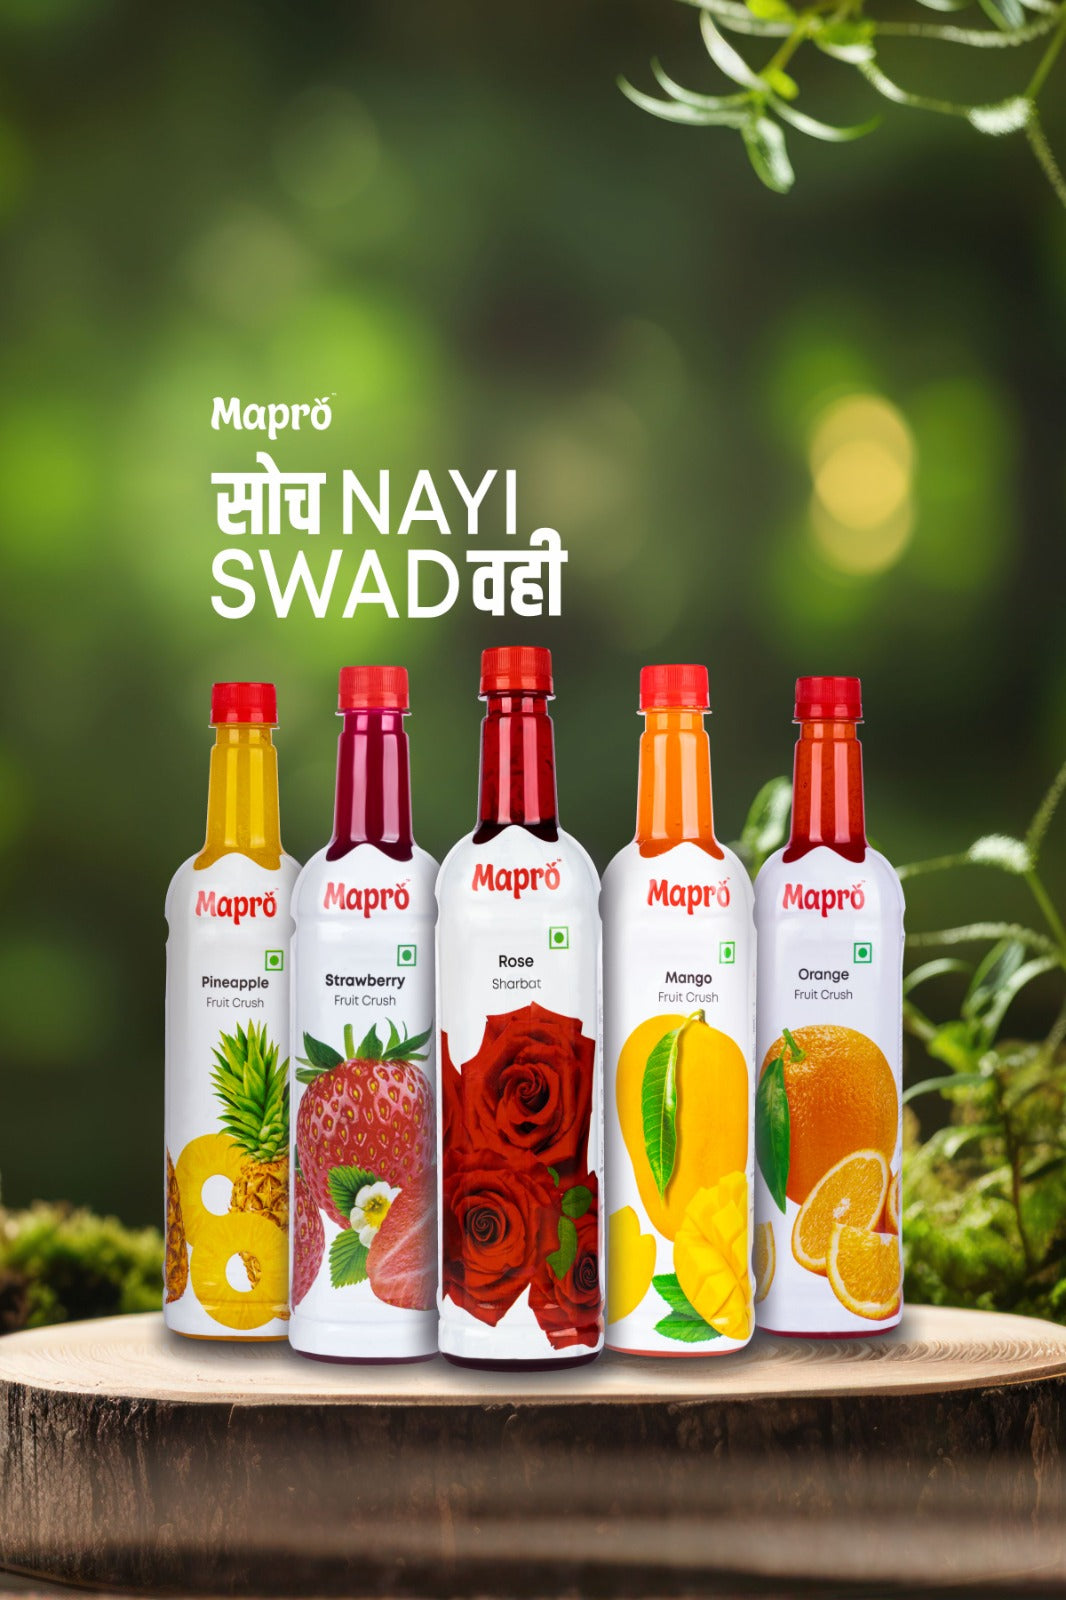 Mapro
सोच NAYI
SWAD वही
Mapro
Pineapple
Fruit Crush
Mapro
Strawberry
Fruit Crush
Mapro
Rose
Sharbat
Mapro
Mango
Fruit Crush
Mapro
Orange
Fruit Crush